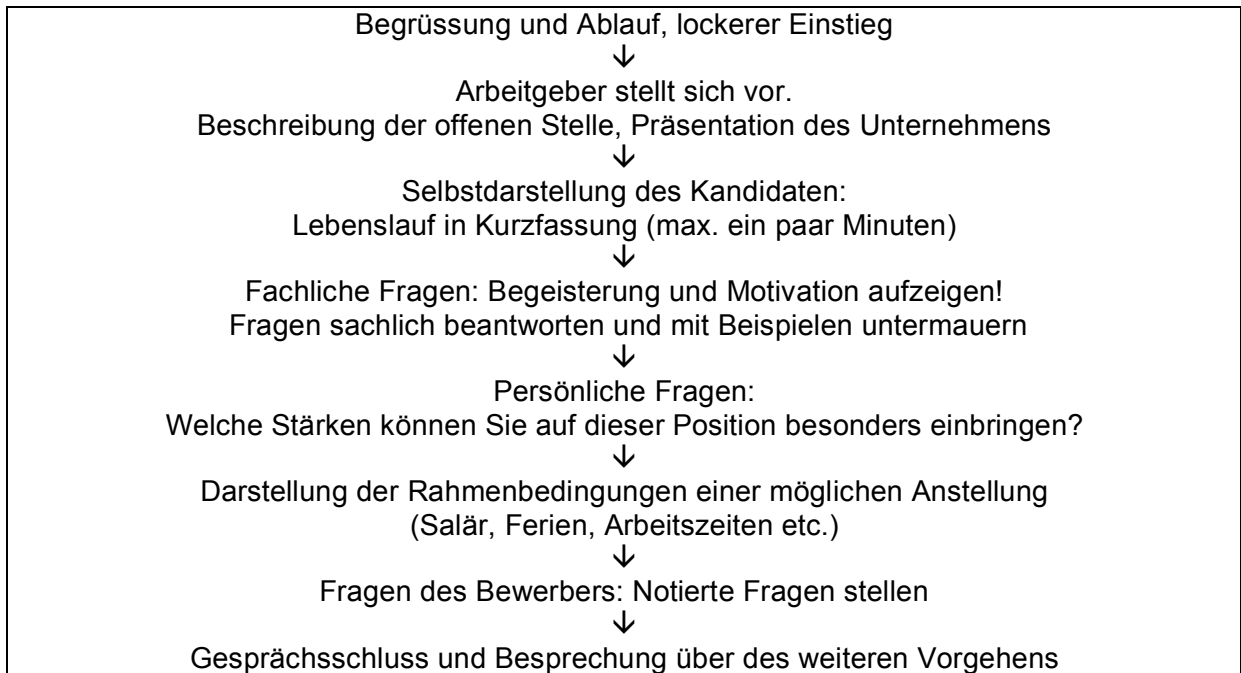 Begrüssung und Ablauf, lockerer Einstieg
↓
Arbeitgeber stellt sich vor.
Beschreibung der offenen Stelle, Präsentation des Unternehmens
↓
Selbstdarstellung des Kandidaten:
Lebenslauf in Kurzfassung (max. ein paar Minuten)
↓
Fachliche Fragen: Begeisterung und Motivation aufzeigen!
Fragen sachlich beantworten und mit Beispielen untermauern
↓
Persönliche Fragen:
Welche Stärken können Sie auf dieser Position besonders einbringen?
↓
Darstellung der Rahmenbedingungen einer möglichen Anstellung
(Salär, Ferien, Arbeitszeiten etc.)
↓
Fragen des Bewerbers: Notierte Fragen stellen
↓
Gesprächsschluss und Besprechung über des weiteren Vorgehens